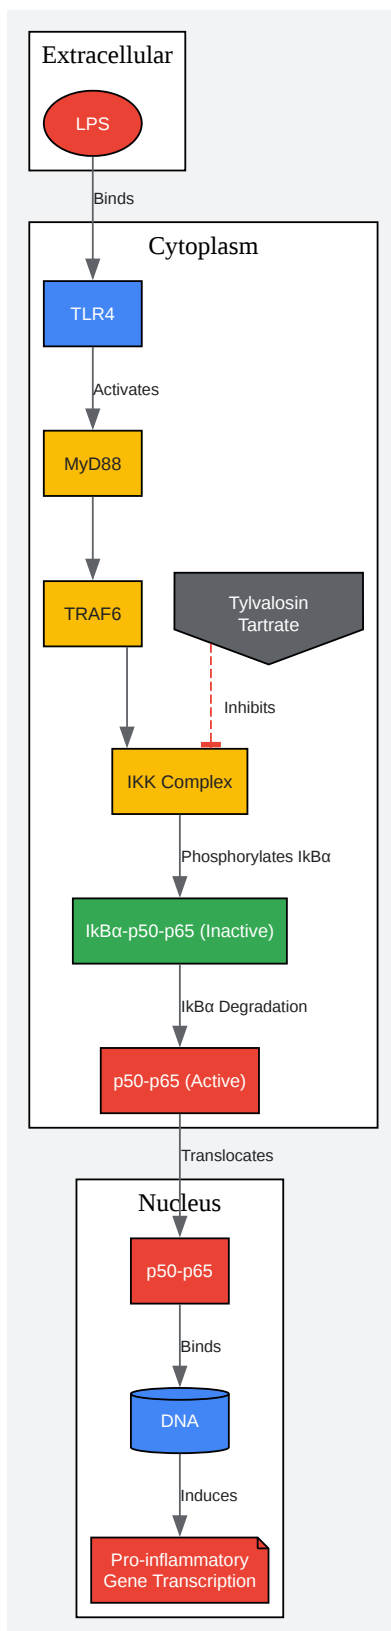 Extracellular
LPS
Binds
Cytoplasm
TLR4
Activates
MyD88
TRAF6
Tylvalosin
Tartrate
Inhibits
IKK Complex
Phosphorylates IkBα
IkBα-p50-p65 (Inactive)
IkBα Degradation
p50-p65 (Active)
Translocates
Nucleus
p50-p65
Binds
DNA
Induces
Pro-inflammatory
Gene Transcription